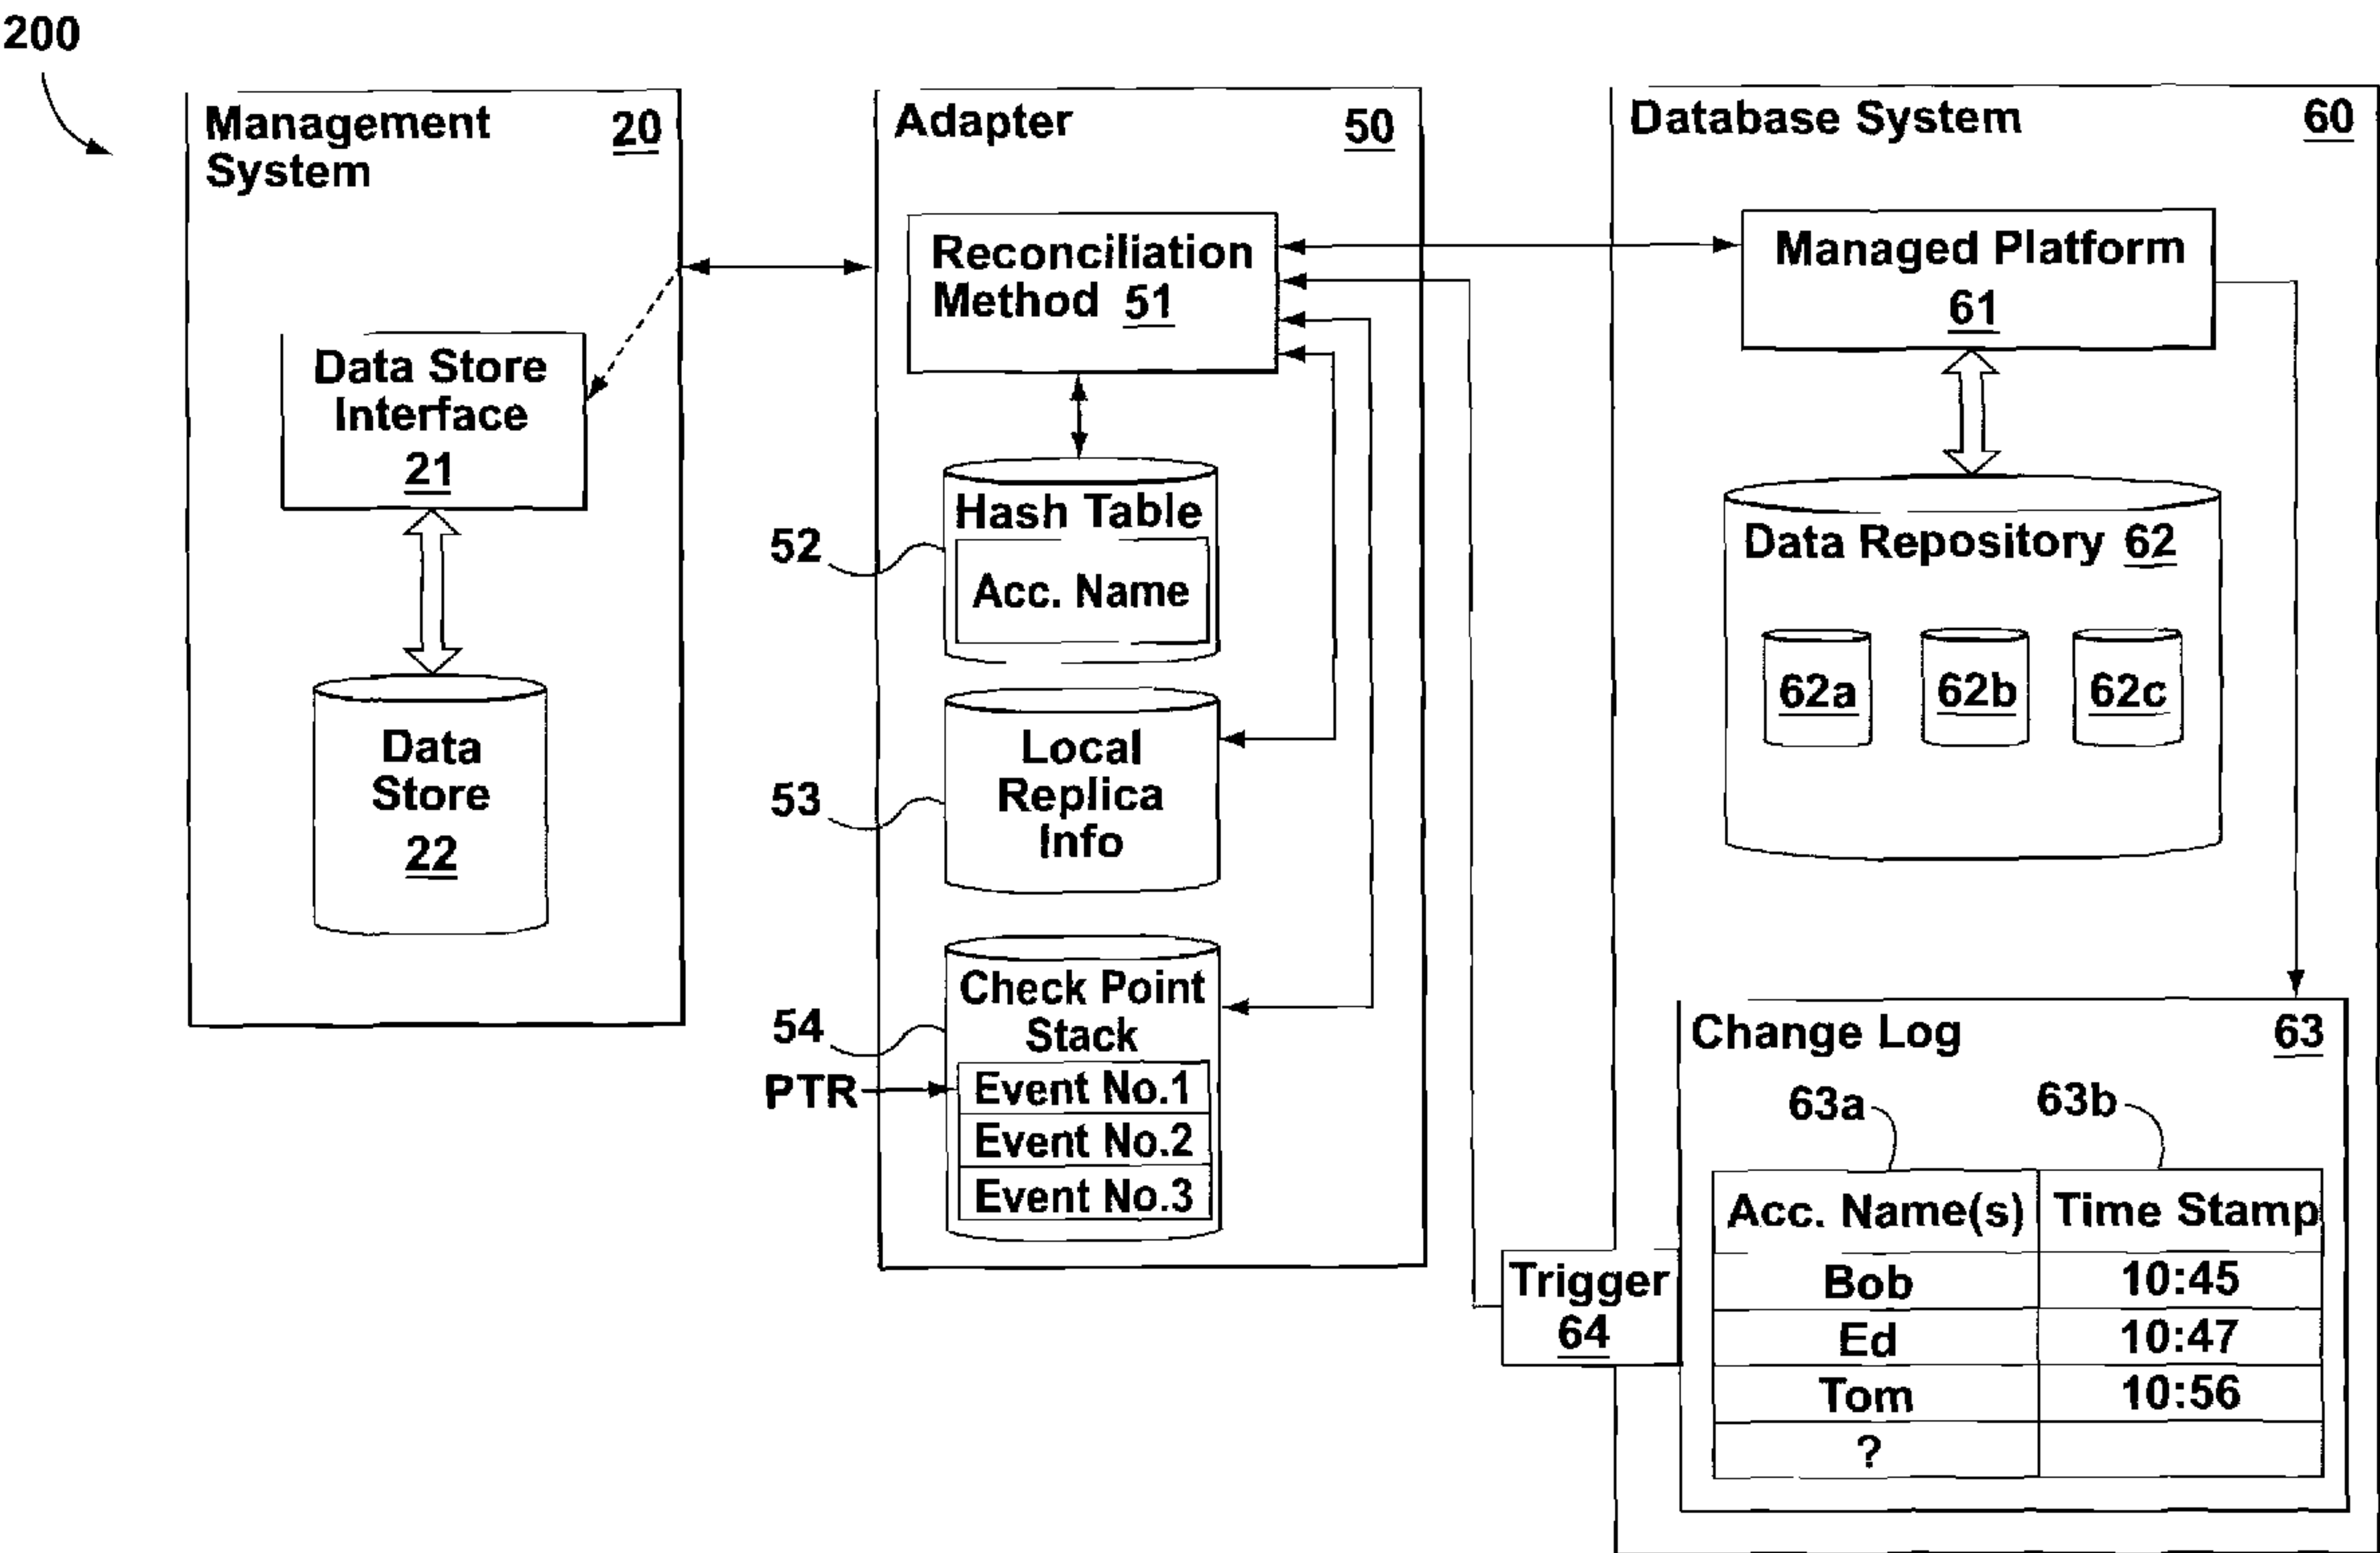 200
Management 20
System
Data Store
Interface
21
Data
Store
22
Adapter 50
Reconciliation
Method 51
52
Hash Table
Acc. Name
53
Local
Replica
Info
54
Check Point
Stack
PTR
Event No.1
Event No.2
Event No.3
Database System 60
Managed Platform
61
Data Repository 62
62a 62b 62c
Change Log 63
63a 63b
Acc. Name(s) Time Stamp
Bob 10:45
Ed 10:47
Tom 10:56
?
Trigger
64